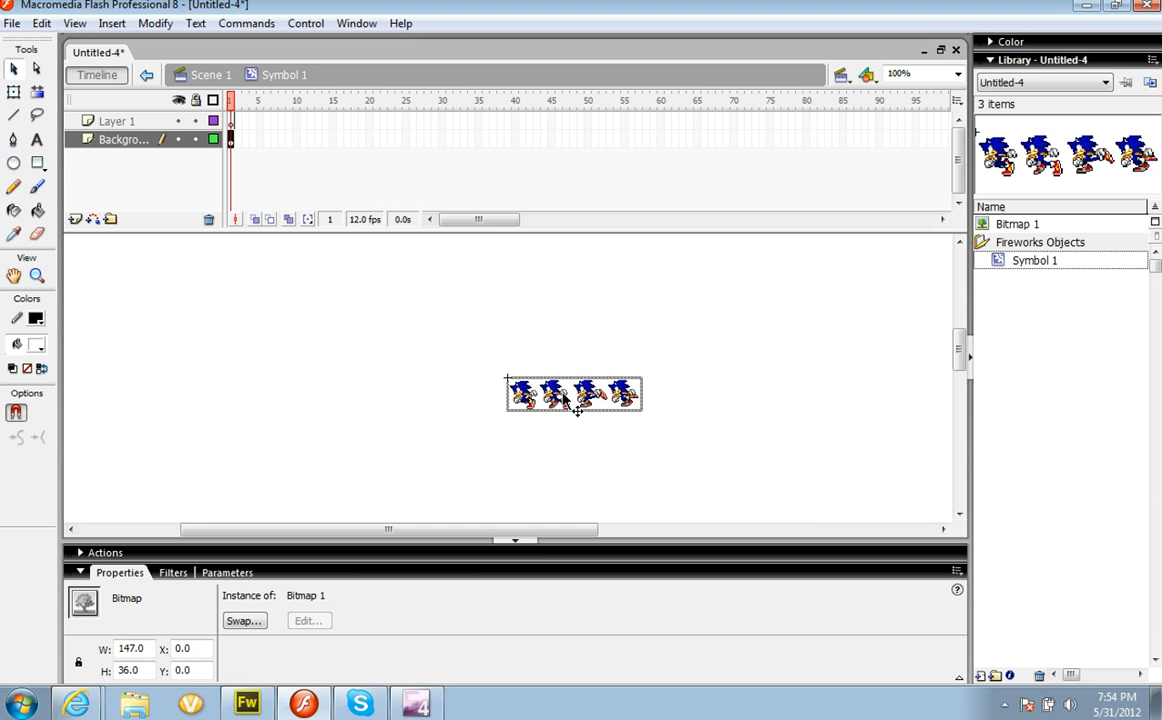 Macromedia Flash Professional 8 - [Untitled-4*]
File Edit View Insert Modify Text Commands Control Window Help
Tools
Untitled-4*
Timeline Scene 1 Symbol 1 100%
1 5 10 15 20 25 30 35 40 45 50 55 60 65 70 75 80 85 90 95
Layer 1
Backgro...
1 12.0 fps 0.0s
View
Colors
Options
Actions
Properties Filters Parameters
Bitmap
Instance of: Bitmap 1
Swap... Edit...
W: 147.0 X: 0.0
H: 36.0 Y: 0.0
Color
Library - Untitled-4
Untitled-4
3 items
Name
Bitmap 1
Fireworks Objects
Symbol 1
Fw
4
7:54 PM
5/31/2012